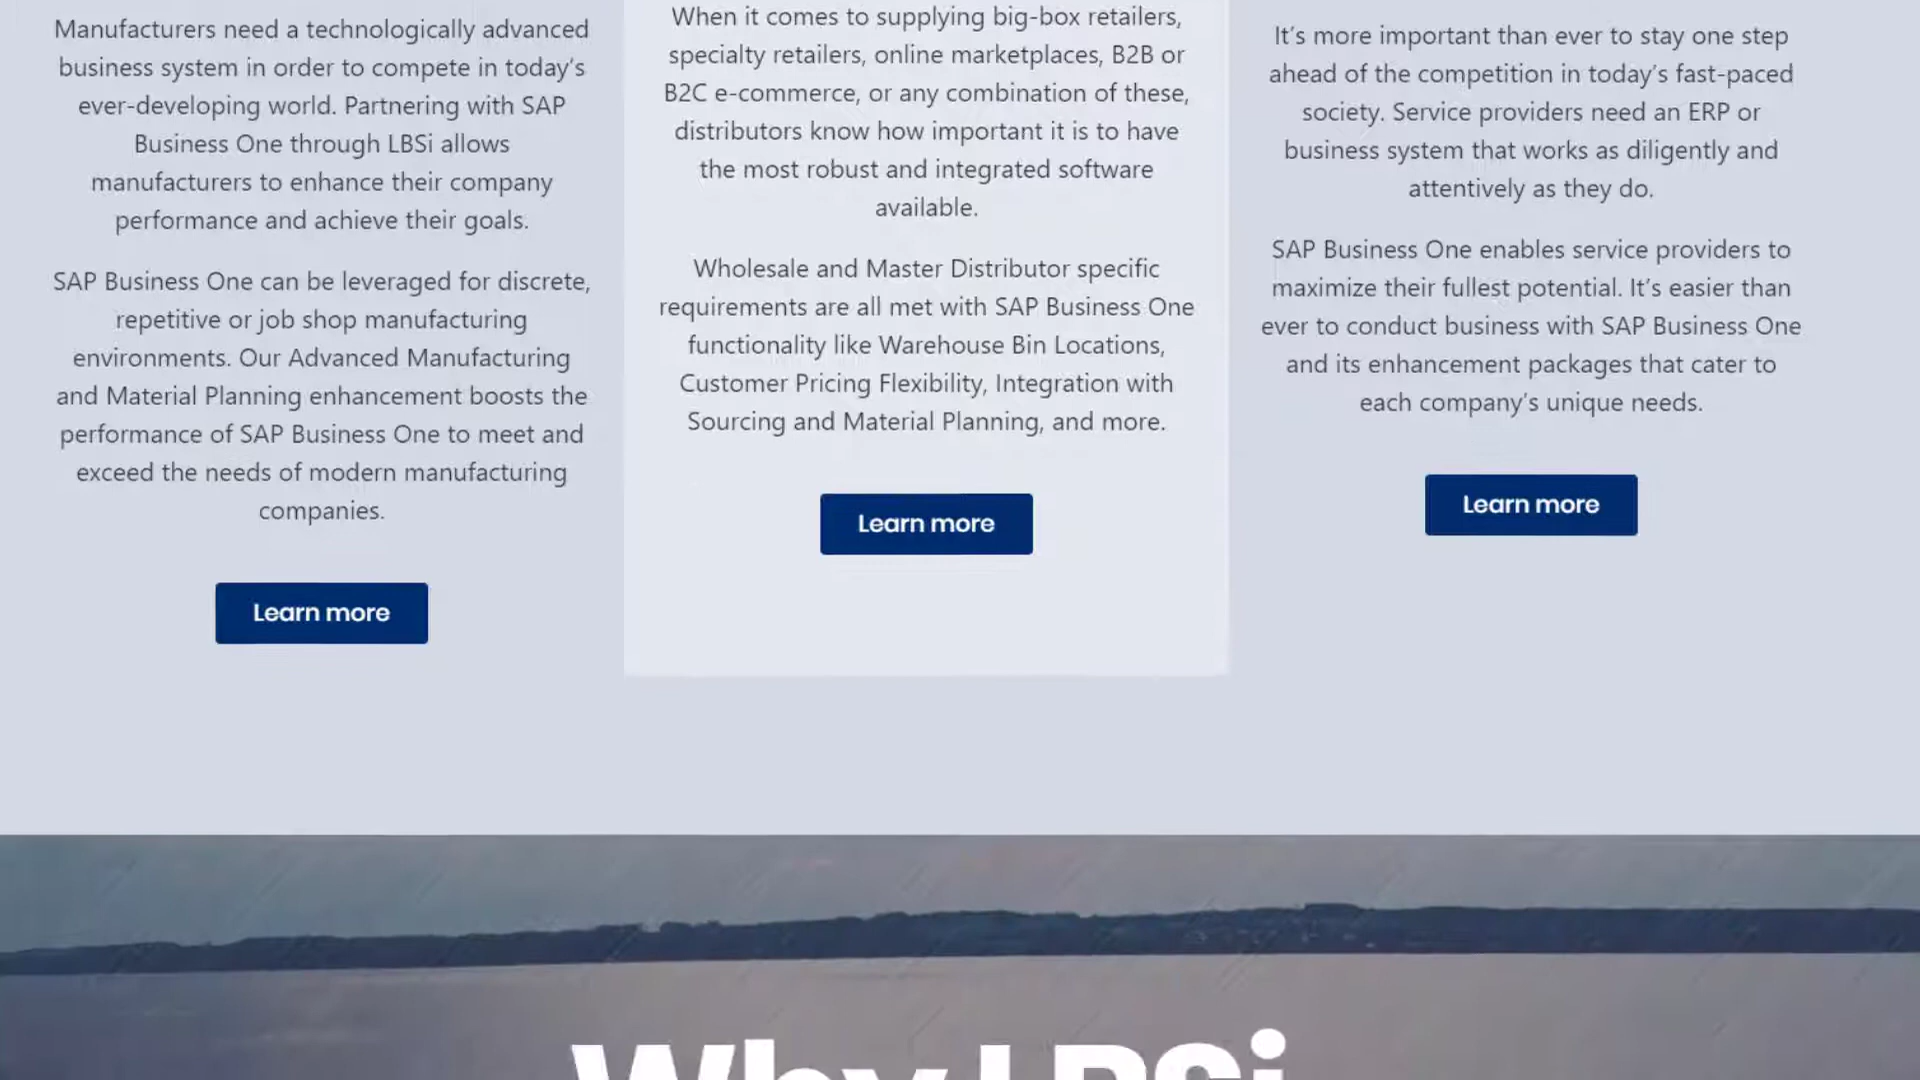 Manufacturers need a technologically advanced
business system in order to compete in today’s
ever-developing world. Partnering with SAP
Business One through LBSi allows
manufacturers to enhance their company
performance and achieve their goals.
SAP Business One can be leveraged for discrete,
repetitive or job shop manufacturing
environments. Our Advanced Manufacturing
and Material Planning enhancement boosts the
performance of SAP Business One to meet and
exceed the needs of modern manufacturing
companies.
Learn more
When it comes to supplying big-box retailers,
specialty retailers, online marketplaces, B2B or
B2C e-commerce, or any combination of these,
distributors know how important it is to have
the most robust and integrated software
available.
Wholesale and Master Distributor specific
requirements are all met with SAP Business One
functionality like Warehouse Bin Locations,
Customer Pricing Flexibility, Integration with
Sourcing and Material Planning, and more.
Learn more
It’s more important than ever to stay one step
ahead of the competition in today’s fast-paced
society. Service providers need an ERP or
business system that works as diligently and
attentively as they do.
SAP Business One enables service providers to
maximize their fullest potential. It’s easier than
ever to conduct business with SAP Business One
and its enhancement packages that cater to
each company’s unique needs.
Learn more
Why LBSi